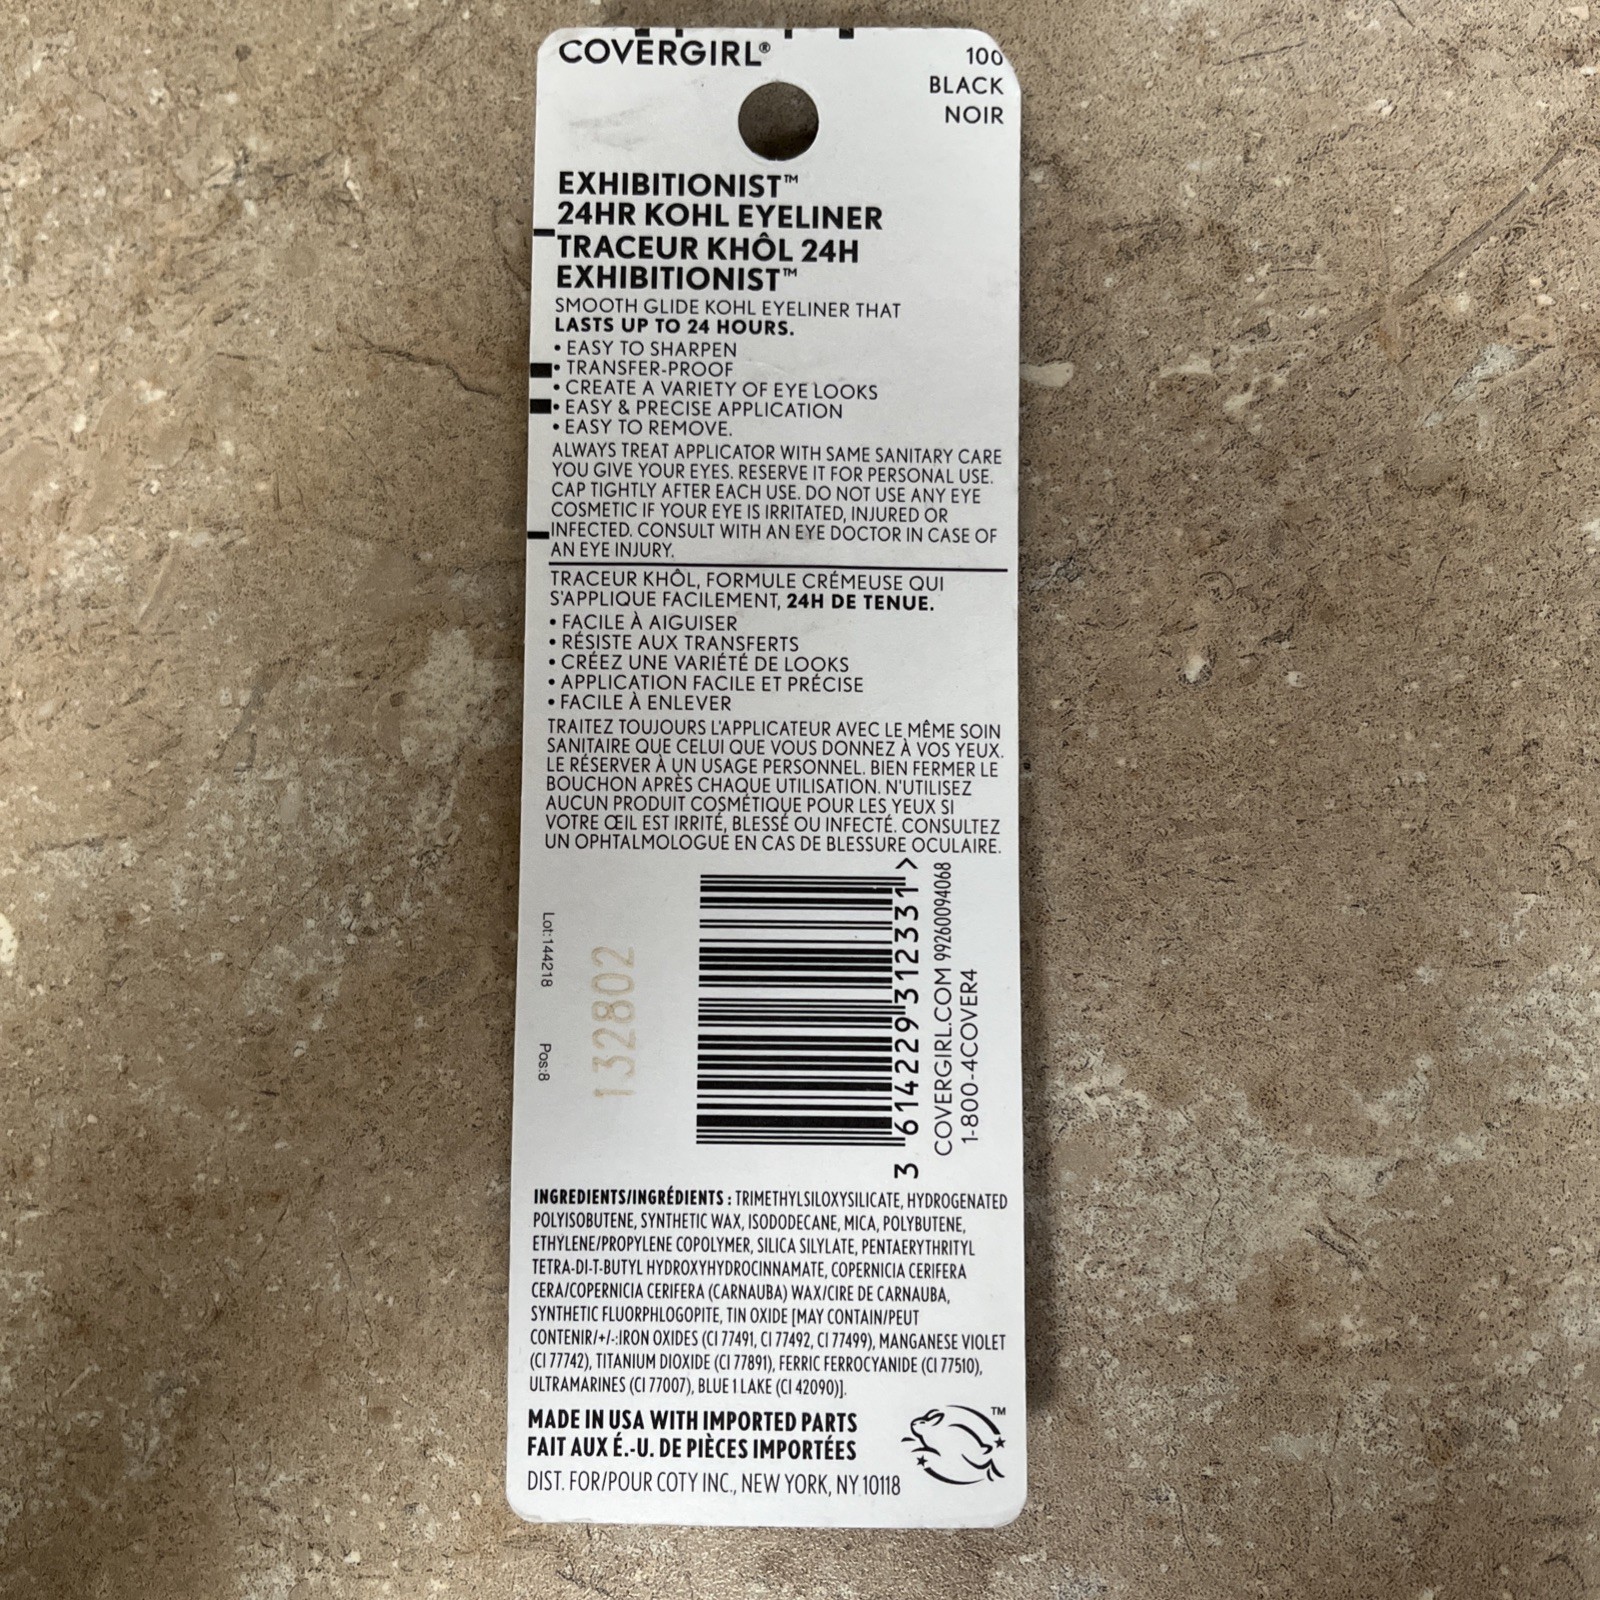 COVERGIRL®
100
BLACK
NOIR
EXHIBITIONIST™
24HR KOHL EYELINER
TRACEUR KHÔL 24H
EXHIBITIONIST™
SMOOTH GLIDE KOHL EYELINER THAT
LASTS UP TO 24 HOURS.
• EASY TO SHARPEN
• TRANSFER-PROOF
• CREATE A VARIETY OF EYE LOOKS
• EASY & PRECISE APPLICATION
• EASY TO REMOVE.
ALWAYS TREAT APPLICATOR WITH SAME SANITARY CARE
YOU GIVE YOUR EYES. RESERVE IT FOR PERSONAL USE.
CAP TIGHTLY AFTER EACH USE. DO NOT USE ANY EYE
COSMETIC IF YOUR EYE IS IRRITATED, INJURED OR
INFECTED. CONSULT WITH AN EYE DOCTOR IN CASE OF
AN EYE INJURY.
TRACEUR KHÔL, FORMULE CRÉMEUSE QUI
S'APPLIQUE FACILEMENT, 24H DE TENUE.
• FACILE À AIGUISER
• RÉSISTE AUX TRANSFERTS
• CRÉEZ UNE VARIÉTÉ DE LOOKS
• APPLICATION FACILE ET PRÉCISE
• FACILE À ENLEVER
TRAITEZ TOUJOURS L'APPLICATEUR AVEC LE MÊME SOIN
SANITAIRE QUE CELUI QUE VOUS DONNEZ À VOS YEUX.
LE RÉSERVER À UN USAGE PERSONNEL. BIEN FERMER LE
BOUCHON APRÈS CHAQUE UTILISATION. N'UTILISEZ
AUCUN PRODUIT COSMÉTIQUE POUR LES YEUX SI
VOTRE ŒIL EST IRRITÉ, BLESSÉ OU INFECTÉ. CONSULTEZ
UN OPHTALMOLOGUE EN CAS DE BLESSURE OCULAIRE.
Lot:144218 Pos:8
132802
3 614229 312331 >
COVERGIRL.COM 99260094068
1-800-4COVER4
INGREDIENTS/INGRÉDIENTS : TRIMETHYLSILOXYSILICATE, HYDROGENATED
POLYISOBUTENE, SYNTHETIC WAX, ISODODECANE, MICA, POLYBUTENE,
ETHYLENE/PROPYLENE COPOLYMER, SILICA SILYLATE, PENTAERYTHRITYL
TETRA-DI-T-BUTYL HYDROXYHYDROCINNAMATE, COPERNICIA CERIFERA
CERA/COPERNICIA CERIFERA (CARNAUBA) WAX/CIRE DE CARNAUBA,
SYNTHETIC FLUORPHLOGOPITE, TIN OXIDE [MAY CONTAIN/PEUT
CONTENIR/+/-:IRON OXIDES (CI 77491, CI 77492, CI 77499), MANGANESE VIOLET
(CI 77742), TITANIUM DIOXIDE (CI 77891), FERRIC FERROCYANIDE (CI 77510),
ULTRAMARINES (CI 77007), BLUE 1 LAKE (CI 42090)].
MADE IN USA WITH IMPORTED PARTS
FAIT AUX É.-U. DE PIÈCES IMPORTÉES
DIST. FOR/POUR COTY INC., NEW YORK, NY 10118
TM